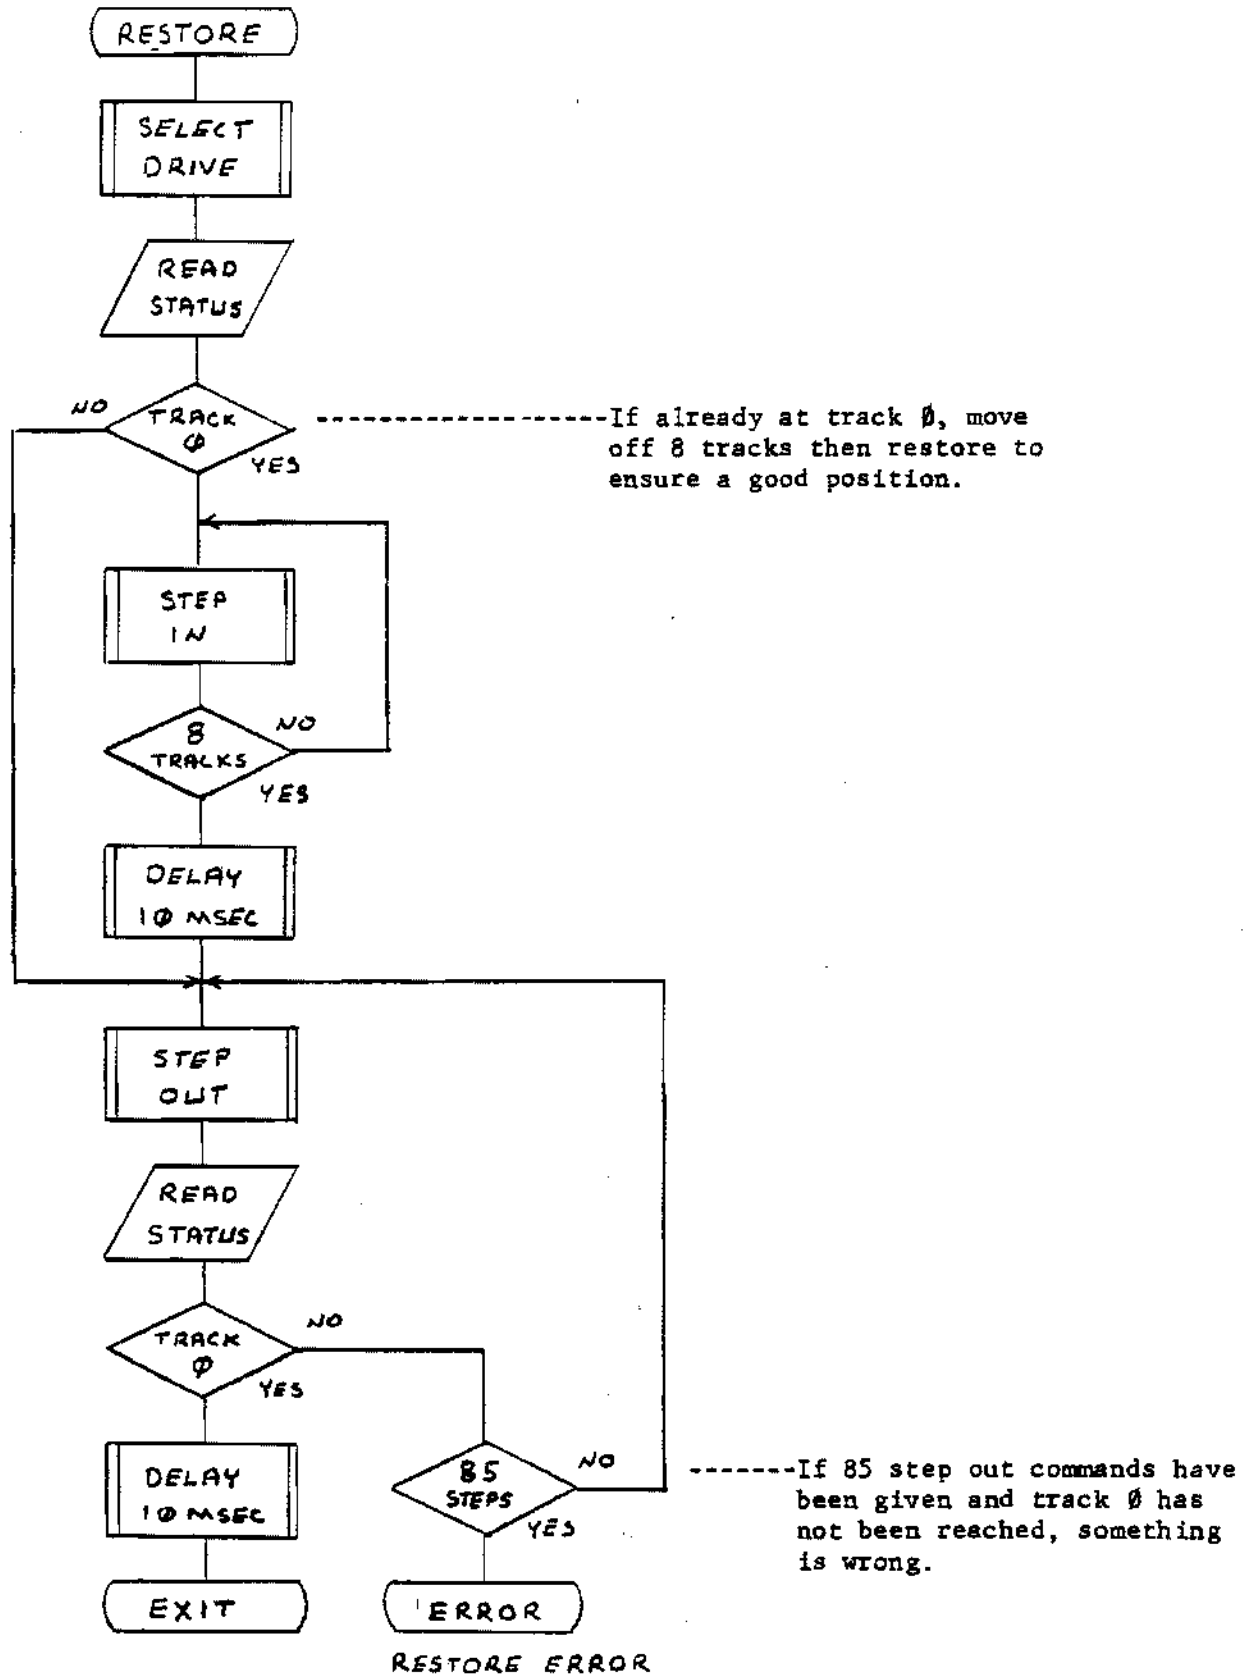 RESTORE
SELECT
DRIVE
READ
STATUS
NO
TRACK
Ø
YES
If already at track Ø, move
off 8 tracks then restore to
ensure a good position.
STEP
IN
8
TRACKS
NO
YES
DELAY
1Ø MSEC
STEP
OUT
READ
STATUS
TRACK
Ø
NO
YES
DELAY
1Ø MSEC
EXIT
85
STEPS
NO
YES
If 85 step out commands have
been given and track Ø has
not been reached, something
is wrong.
ERROR
RESTORE ERROR